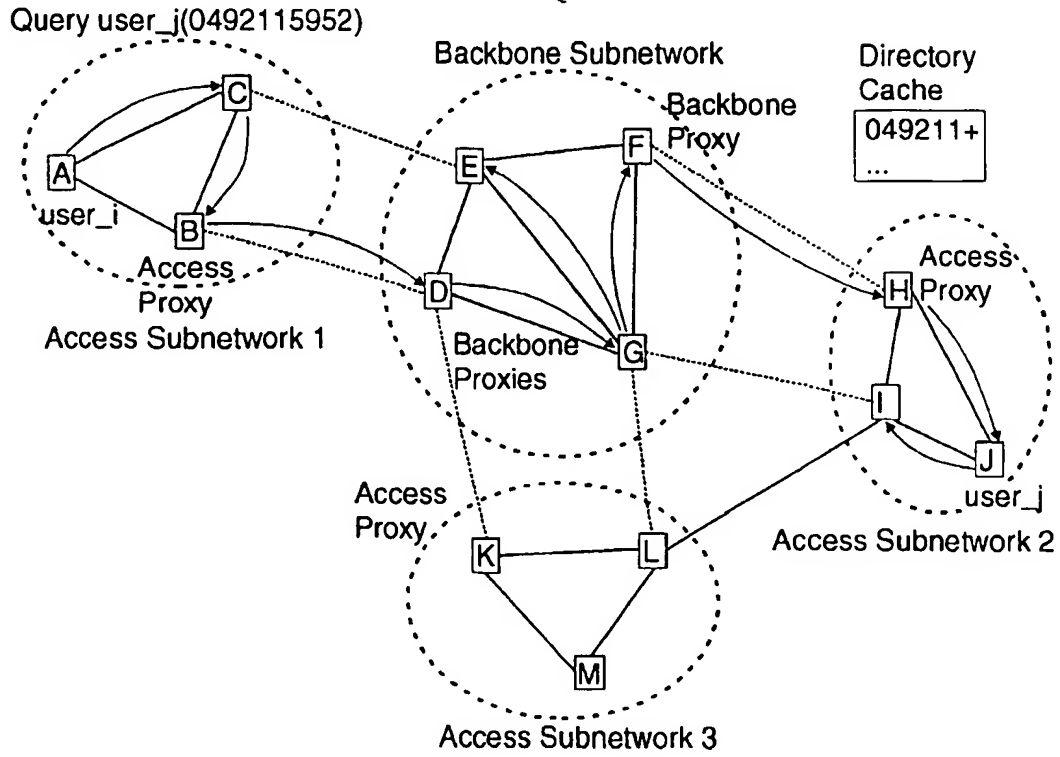 Query user_j(0492115952)
Backbone Subnetwork
Directory
Cache
049211+
...
Backbone
Proxy
C
A
user_i
B
Access
Proxy
Access Subnetwork 1
E
F
D
G
Backbone
Proxies
H
Access
Proxy
I
J
user_j
Access Subnetwork 2
Access
Proxy
K
L
M
Access Subnetwork 3